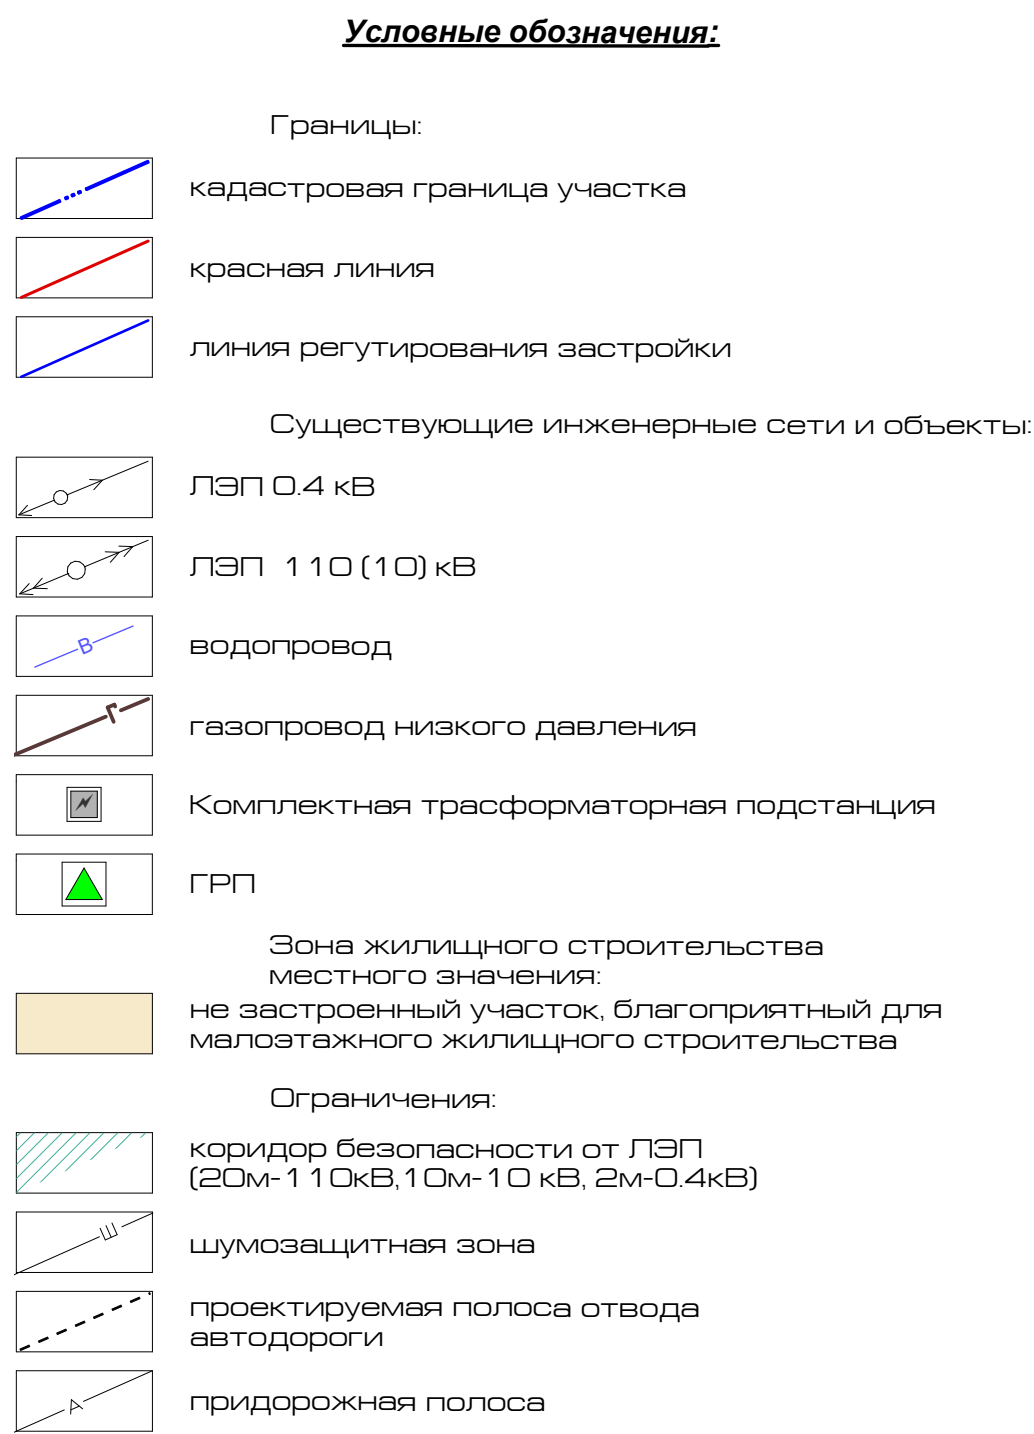 Условные обозначения:
Границы:
кадастровая граница участка
красная линия
линия регутирования застройки
Существующие инженерные сети и объекты:
ЛЭП 0.4 кВ
ЛЭП 110 (10) кВ
В
водопровод
Г
газопровод низкого давления
Комплектная трасформаторная подстанция
ГРП
Зона жилищного строительства
местного значения:
не застроенный участок, благоприятный для
малоэтажного жилищного строительства
Ограничения:
коридор безопасности от ЛЭП
(20м-110кВ,10м-10 кВ, 2м-0.4кВ)
Ш
шумозащитная зона
проектируемая полоса отвода
автодороги
А
придорожная полоса